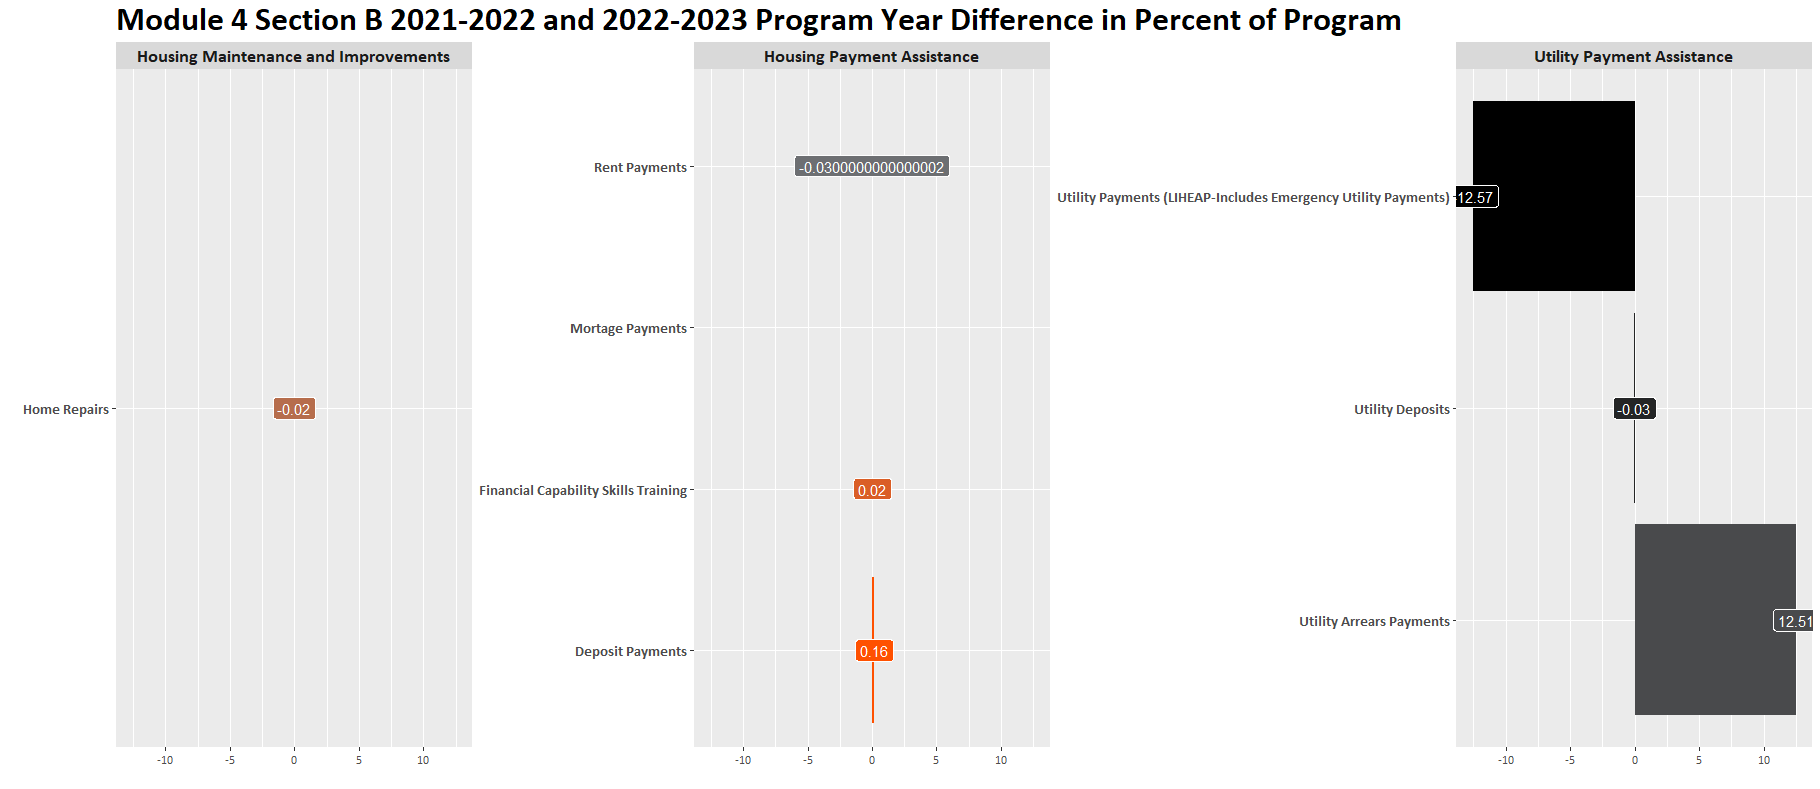 Module 4 Section B 2021-2022 and 2022-2023 Program Year Difference in Percent of Program
Housing Maintenance and Improvements
Home Repairs
-0.02
-10 -5 0 5 10
Housing Payment Assistance
Rent Payments
-0.0300000000000002
Mortage Payments
Financial Capability Skills Training
0.02
Deposit Payments
0.16
-10 -5 0 5 10
Utility Payment Assistance
Utility Payments (LIHEAP-Includes Emergency Utility Payments)
12.57
Utility Deposits
-0.03
Utility Arrears Payments
12.51
-10 -5 0 5 10